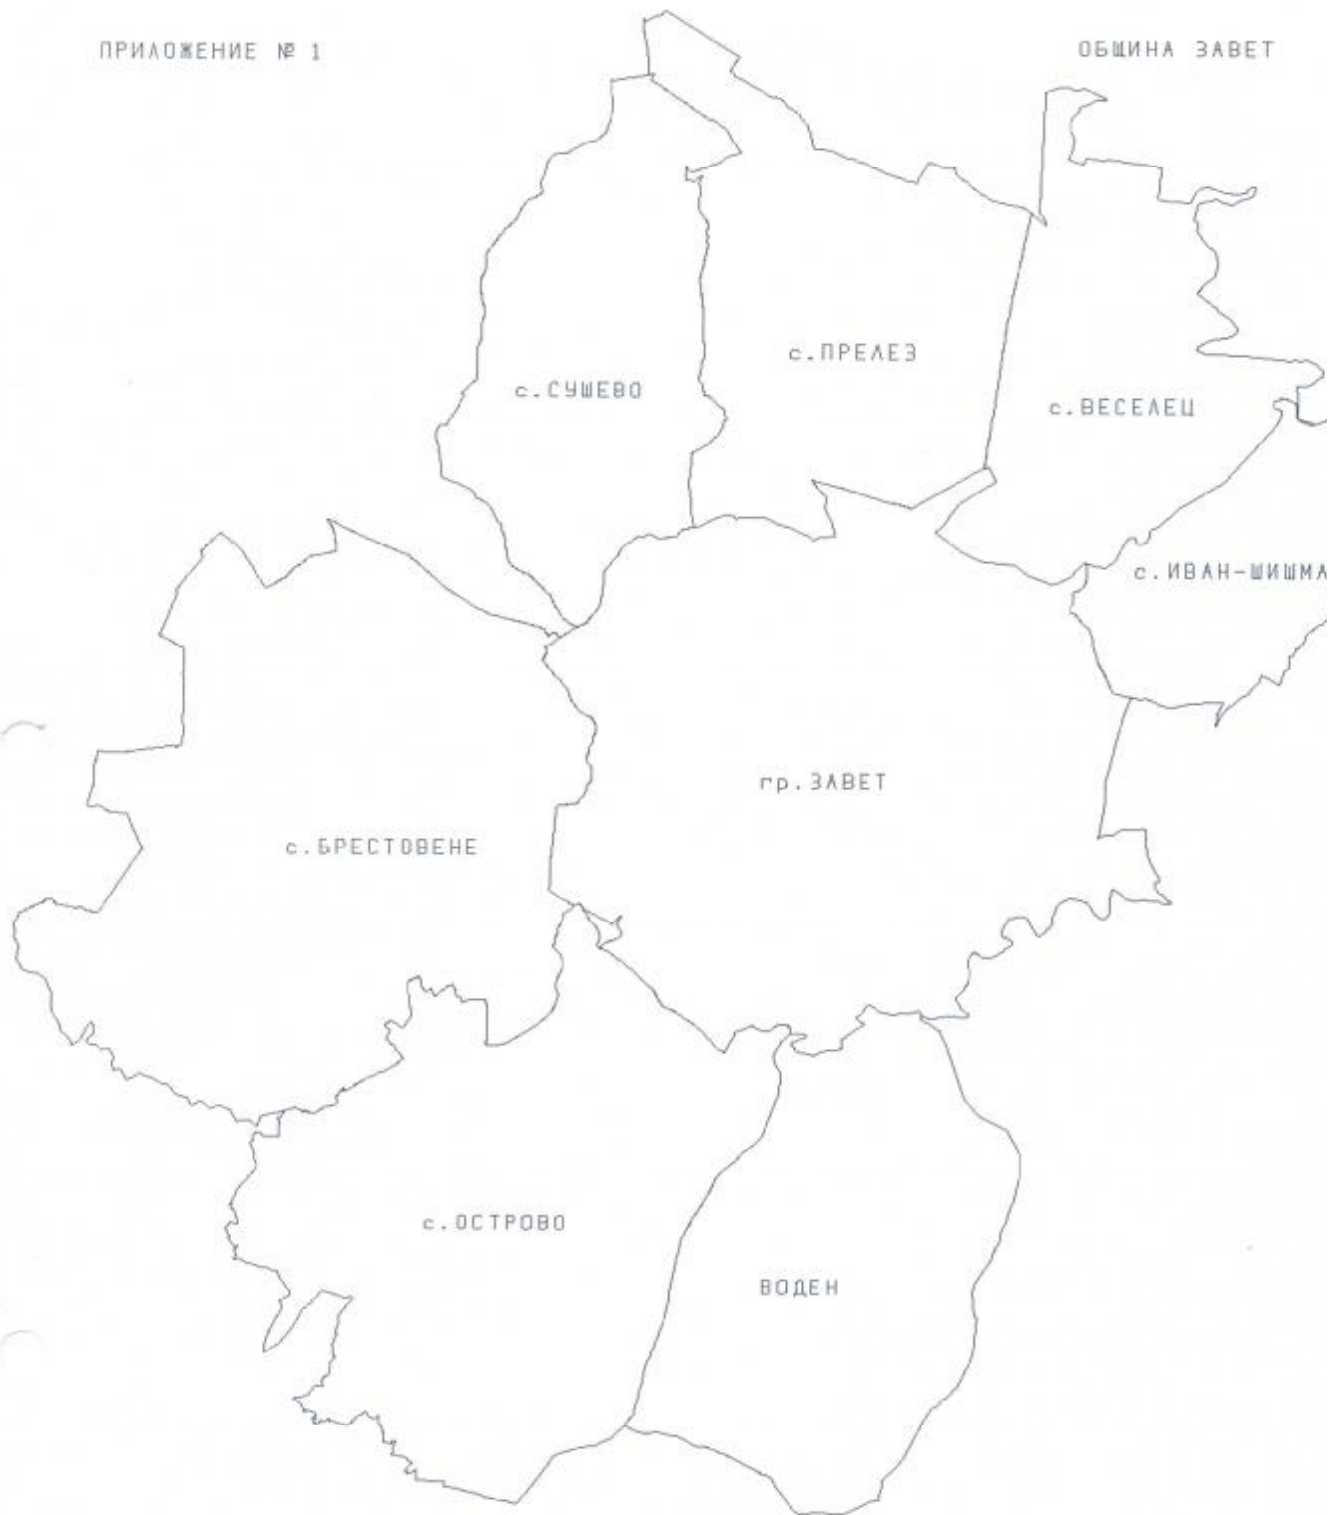 ПРИЛОЖЕНИЕ № 1
ОБЩИНА ЗАВЕТ
с.ПРЕЛЕЗ
с.СУШЕВО
с.ВЕСЕЛЕЦ
с.ИВАН-ШИШМА
гр.ЗАВЕТ
с.БРЕСТОВЕНЕ
с.ОСТРОВО
ВОДЕН